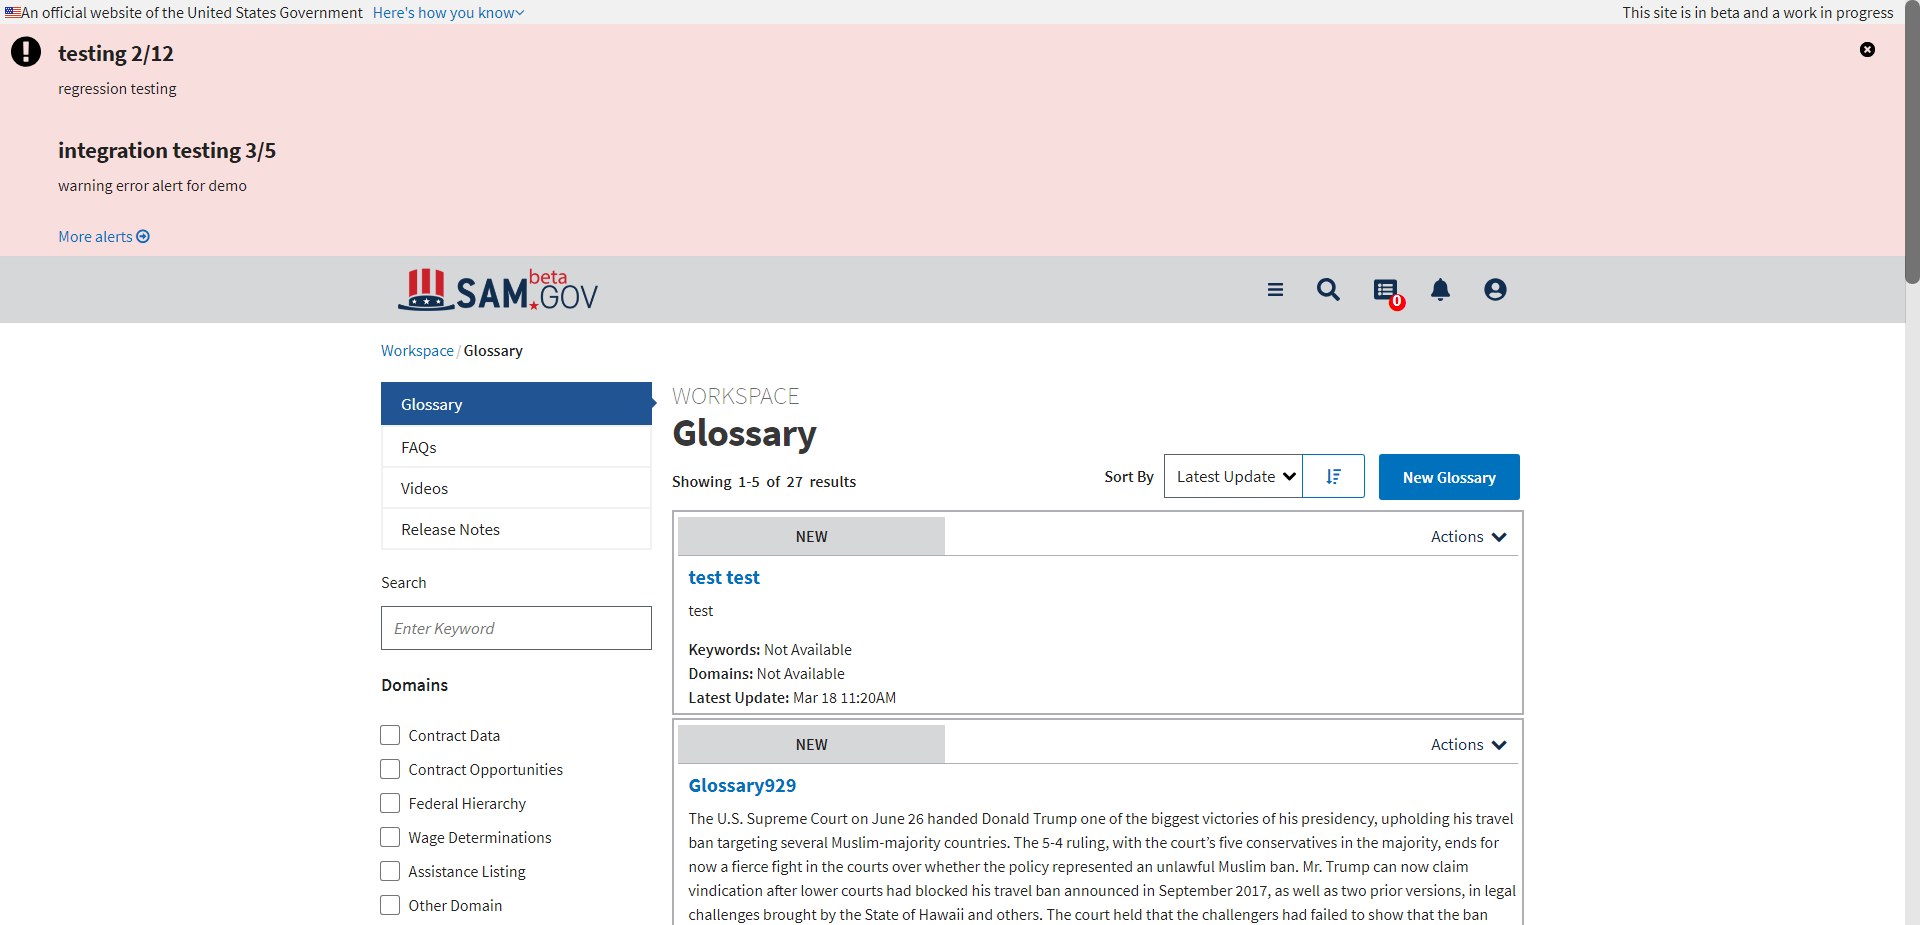 An official website of the United States Government Here's how you know
This site is in beta and a work in progress
testing 2/12
regression testing
integration testing 3/5
warning error alert for demo
More alerts
SAM beta .GOV
0
Workspace / Glossary
Glossary
FAQs
Videos
Release Notes
Search
Enter Keyword
Domains
Contract Data
Contract Opportunities
Federal Hierarchy
Wage Determinations
Assistance Listing
Other Domain
WORKSPACE
Glossary
Showing 1-5 of 27 results
Sort By Latest Update
New Glossary
NEW Actions
test test
test
Keywords: Not Available
Domains: Not Available
Latest Update: Mar 18 11:20AM
NEW Actions
Glossary929
The U.S. Supreme Court on June 26 handed Donald Trump one of the biggest victories of his presidency, upholding his travel
ban targeting several Muslim-majority countries. The 5-4 ruling, with the court’s five conservatives in the majority, ends for
now a fierce fight in the courts over whether the policy represented an unlawful Muslim ban. Mr. Trump can now claim
vindication after lower courts had blocked his travel ban announced in September 2017, as well as two prior versions, in legal
challenges brought by the State of Hawaii and others. The court held that the challengers had failed to show that the ban